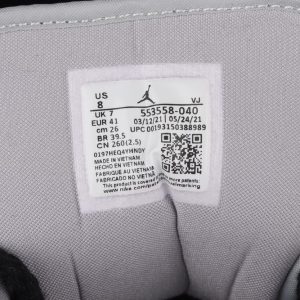 US
8
VJ
UK 7
553558-040
EUR 41
03/12/21 05/24/21
cm 26
UPC 00193150388989
BR 39.5
CN 260(2.5)
0197HEQ4YHN0Y
MADE IN VIETNAM
HECHO EN VIETNAM
FABRIQUE AU VIETNAM
FABRICADO NO VIETNAM